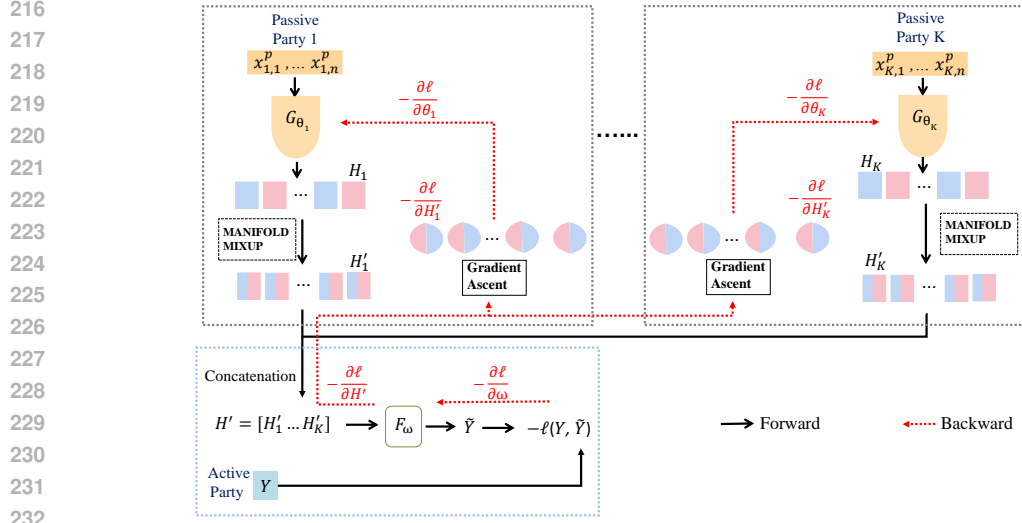 216
217
218
219
220
221
222
223
224
225
226
227
228
229
230
231
232
Passive
Party 1
x^p_{1,1}, ... x^p_{1,n}
G_{θ_1}
H_1
...
MANIFOLD
MIXUP
H'_1
...
−∂ℓ/∂θ_1
−∂ℓ/∂H'_1
...
Gradient
Ascent
......
Passive
Party K
x^p_{K,1}, ... x^p_{K,n}
G_{θ_K}
H_K
...
MANIFOLD
MIXUP
H'_K
...
−∂ℓ/∂θ_K
−∂ℓ/∂H'_K
...
Gradient
Ascent
Concatenation
−∂ℓ/∂H'
−∂ℓ/∂ω
H' = [H'_1 ... H'_K]
F_ω
Ỹ
−ℓ(Y, Ỹ)
Active
Party
Y
Forward
Backward